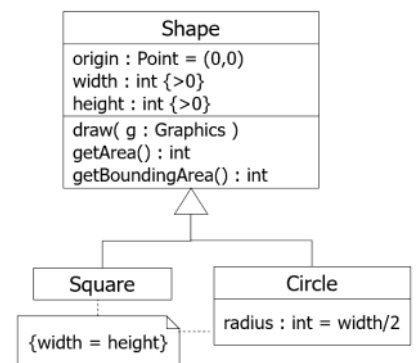 Shape
origin : Point = (0,0)
width : int {>0}
height : int {>0}
draw( g : Graphics )
getArea() : int
getBoundingArea() : int
Square
Circle
radius : int = width/2
{width = height}